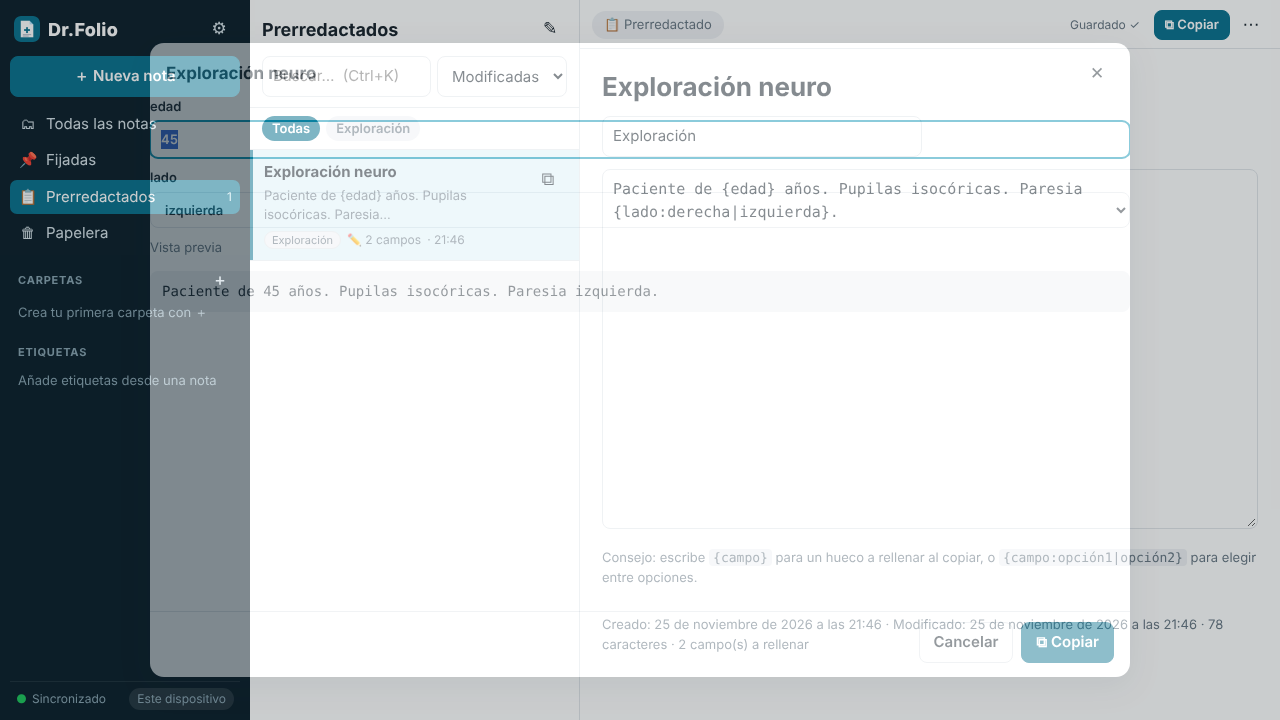 Dr.Folio
+ Nueva nota
Todas las notas
Fijadas
Prerredactados 1
Papelera
CARPETAS +
Crea tu primera carpeta con +
ETIQUETAS
Añade etiquetas desde una nota
Sincronizado Este dispositivo
Prerredactados
Buscar... (Ctrl+K) Modificadas
Todas Exploración
Exploración neuro
Paciente de {edad} años. Pupilas
isocóricas. Paresia...
Exploración 2 campos · 21:46
Prerredactado Guardado ✓ Copiar ···
Exploración neuro
Exploración
Paciente de {edad} años. Pupilas isocóricas. Paresia
{lado:derecha|izquierda}.
Consejo: escribe {campo} para un hueco a rellenar al copiar, o {campo:opción1|opción2} para elegir
entre opciones.
Creado: 25 de noviembre de 2026 a las 21:46 · Modificado: 25 de noviembre de 2026 a las 21:46 · 78
caracteres · 2 campo(s) a rellenar
Exploración neuro ×
edad
45
lado
izquierda
Vista previa
Paciente de 45 años. Pupilas isocóricas. Paresia izquierda.
Cancelar Copiar